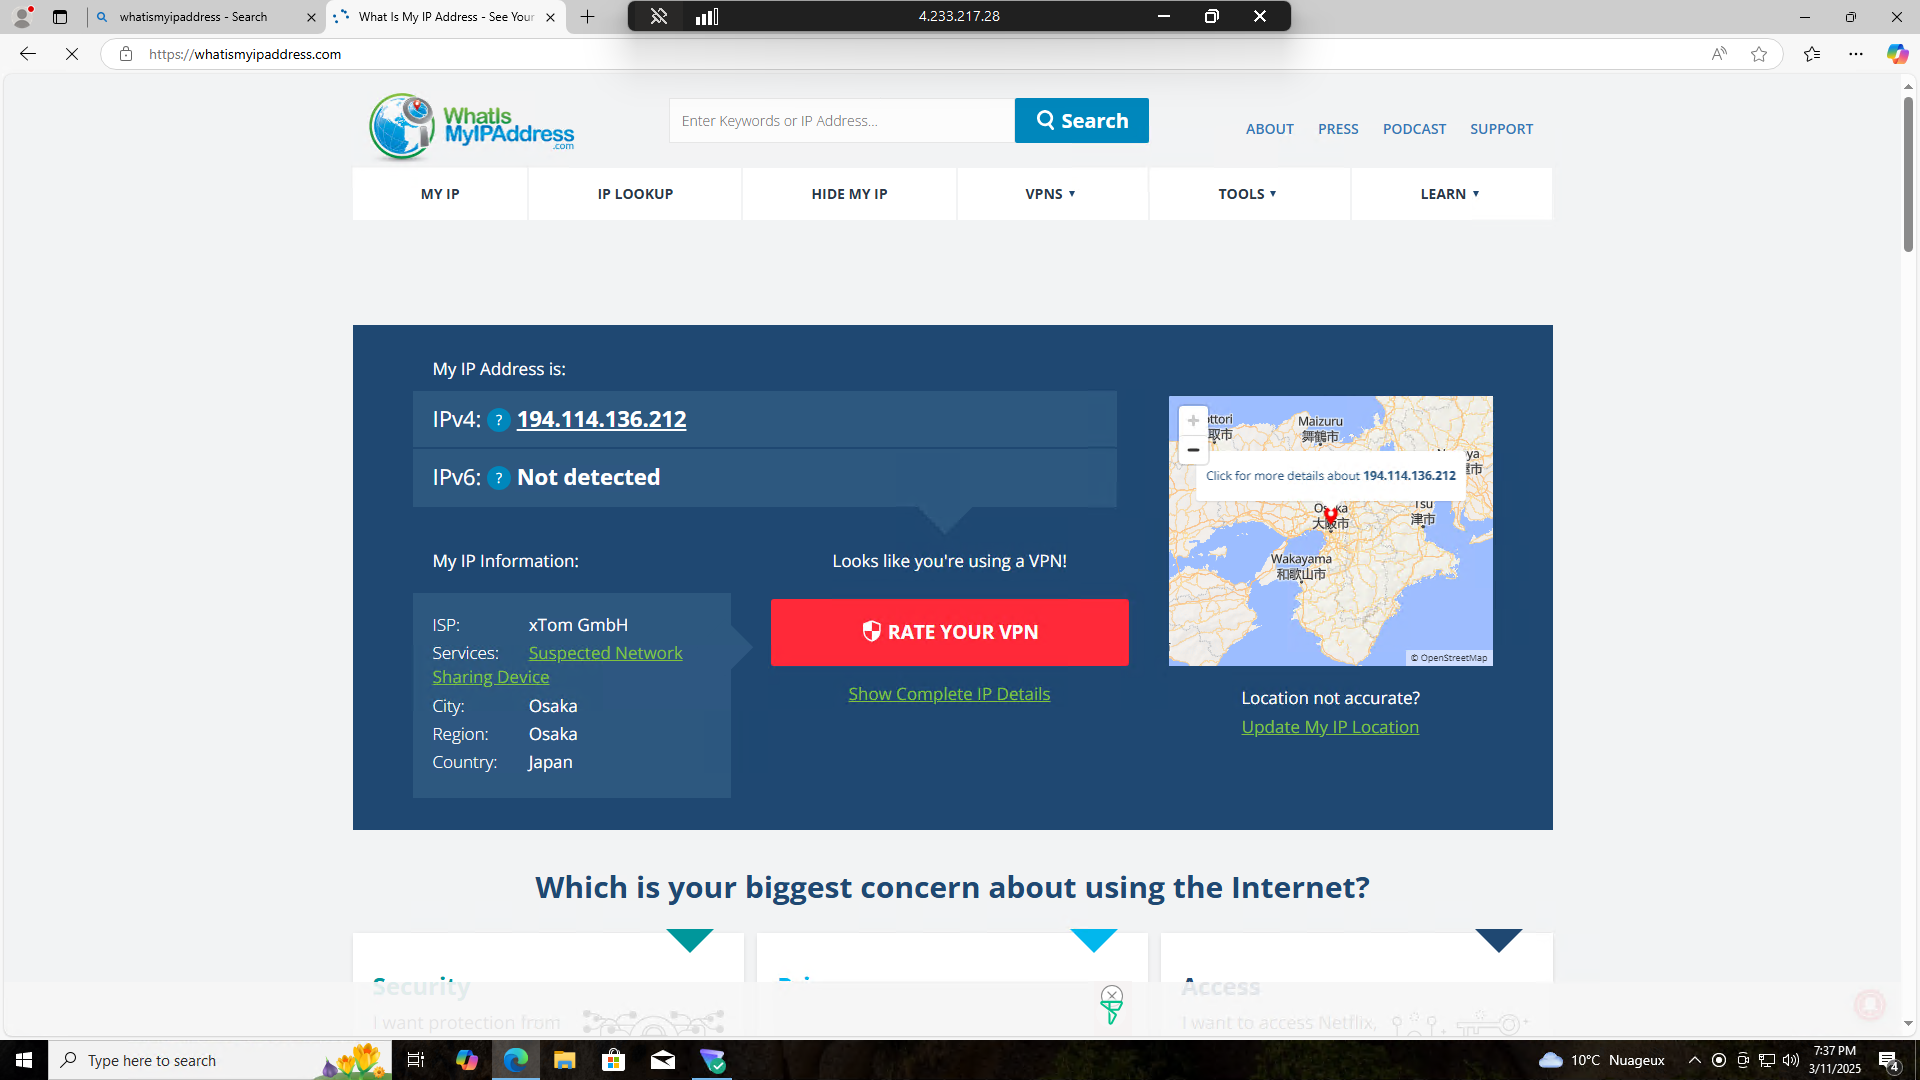 whatismyipaddress - Search
What Is My IP Address - See Your
4.233.217.28
https://whatismyipaddress.com
WhatIs
MyIPAddress
.com
Enter Keywords or IP Address...
Search
ABOUT PRESS PODCAST SUPPORT
MY IP IP LOOKUP HIDE MY IP VPNS TOOLS LEARN
My IP Address is:
IPv4: ? 194.114.136.212
IPv6: ? Not detected
My IP Information:
ISP: xTom GmbH
Services: Suspected Network
Sharing Device
City: Osaka
Region: Osaka
Country: Japan
Looks like you're using a VPN!
RATE YOUR VPN
Show Complete IP Details
Maizuru
舞鶴市
取市
Click for more details about 194.114.136.212
Tsu
津市
大阪市
Wakayama
和歌山市
© OpenStreetMap
Location not accurate?
Update My IP Location
Which is your biggest concern about using the Internet?
Security
Access
I want protection from
I want to access Netflix,
Type here to search
10°C Nuageux
7:37 PM
3/11/2025
4